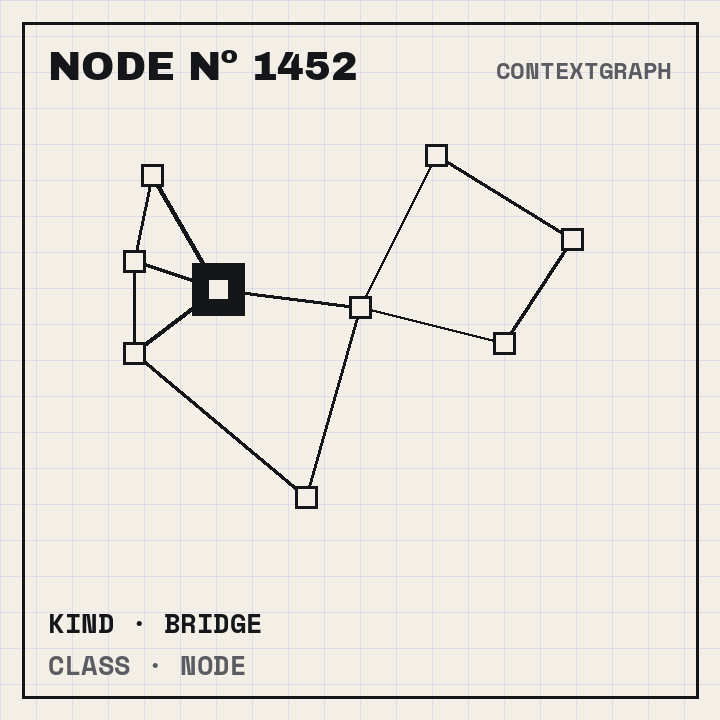 NODE Nº 1452
CONTEXTGRAPH
KIND · BRIDGE
CLASS · NODE